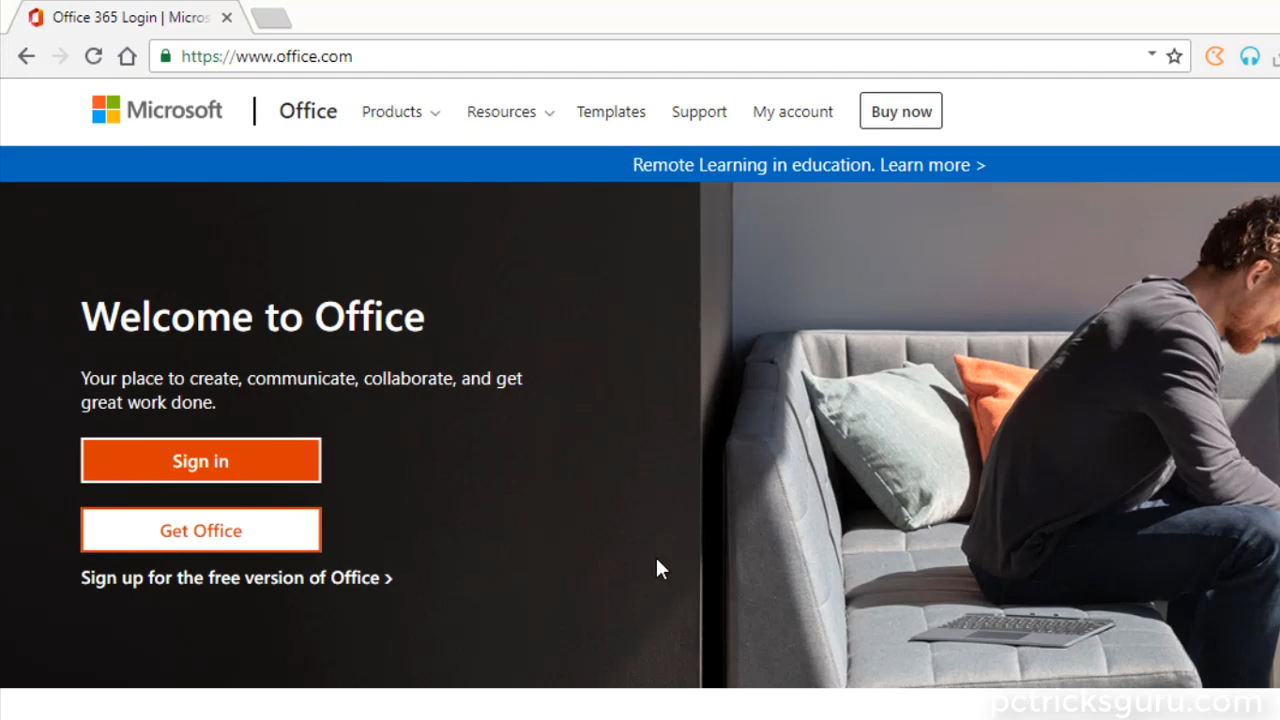 Office 365 Login | Micros
https://www.office.com
Microsoft
Office
Products
Resources
Templates
Support
My account
Buy now
Remote Learning in education. Learn more >
Welcome to Office
Your place to create, communicate, collaborate, and get
great work done.
Sign in
Get Office
Sign up for the free version of Office >
pctricksguru.com